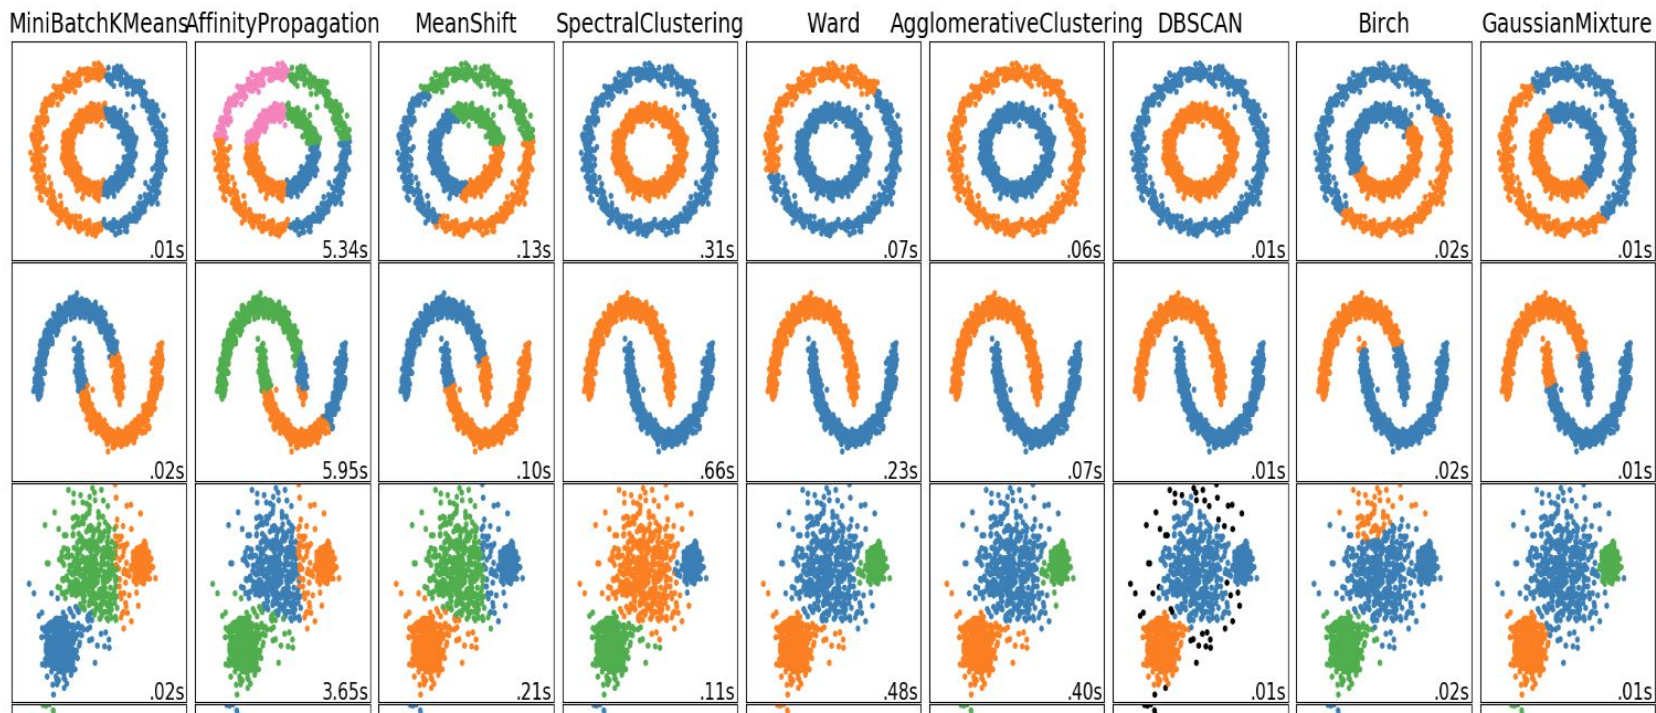 MiniBatchKMeans AffinityPropagation MeanShift SpectralClustering Ward AgglomerativeClustering DBSCAN Birch GaussianMixture
.01s 5.34s .13s .31s .07s .06s .01s .02s .01s
.02s 5.95s .10s .66s .23s .07s .01s .02s .01s
.02s 3.65s .21s .11s .48s .40s .01s .02s .01s